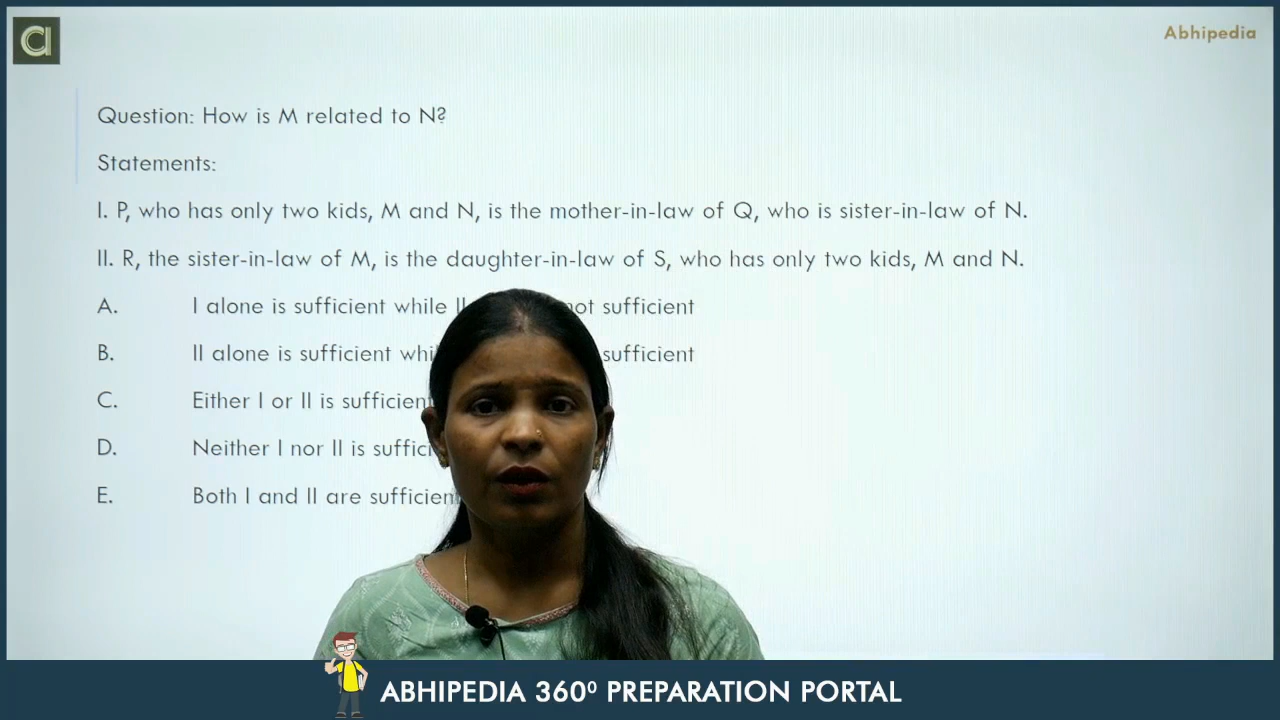 Abhipedia
Question: How is M related to N?
Statements:
I. P, who has only two kids, M and N, is the mother-in-law of Q, who is sister-in-law of N.
II. R, the sister-in-law of M, is the daughter-in-law of S, who has only two kids, M and N.
A. I alone is sufficient while II not sufficient
B. II alone is sufficient sufficient
C. Either I or II is sufficient
D. Neither I nor II is
E. Both I and II are sufficient
ABHIPEDIA 360⁰ PREPARATION PORTAL